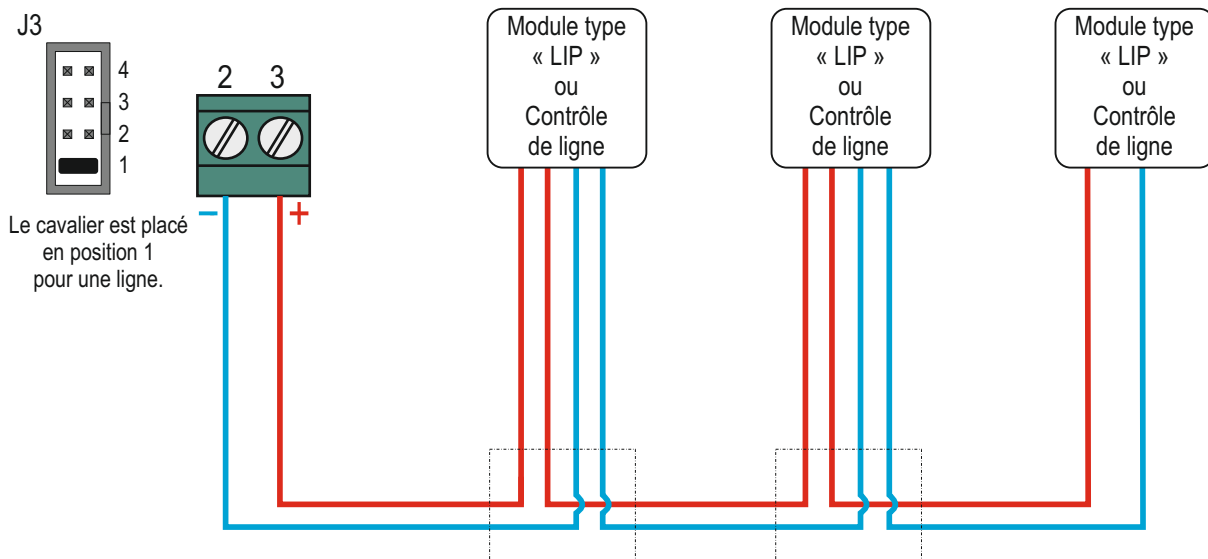 J3
4
3
2
1
Le cavalier est placé
en position 1
pour une ligne.
2 3
− +
Module type
« LIP »
ou
Contrôle
de ligne
Module type
« LIP »
ou
Contrôle
de ligne
Module type
« LIP »
ou
Contrôle
de ligne